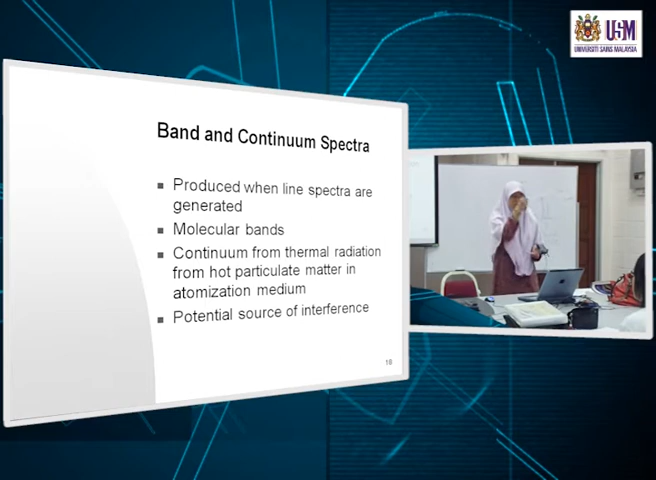 USM
UNIVERSITI SAINS MALAYSIA
Band and Continuum Spectra
▪ Produced when line spectra are
generated
▪ Molecular bands
▪ Continuum from thermal radiation
from hot particulate matter in
atomization medium
▪ Potential source of interference
18